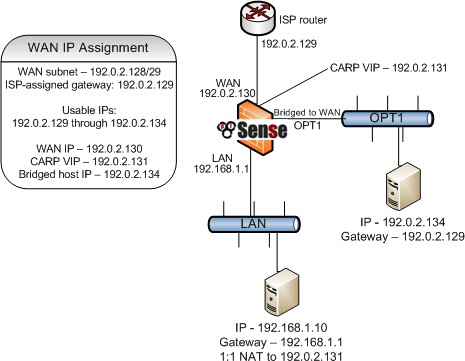 WAN IP Assignment
WAN subnet – 192.0.2.128/29
ISP-assigned gateway: 192.0.2.129
Usable IPs:
192.0.2.129 through 192.0.2.134
WAN IP – 192.0.2.130
CARP VIP – 192.0.2.131
Bridged host IP – 192.0.2.134
ISP router
192.0.2.129
WAN
192.0.2.130
CARP VIP – 192.0.2.131
Bridged to WAN
OPT1
Sense
OPT1
LAN
192.168.1.1
IP - 192.0.2.134
Gateway – 192.0.2.129
LAN
IP - 192.168.1.10
Gateway – 192.168.1.1
1:1 NAT to 192.0.2.131